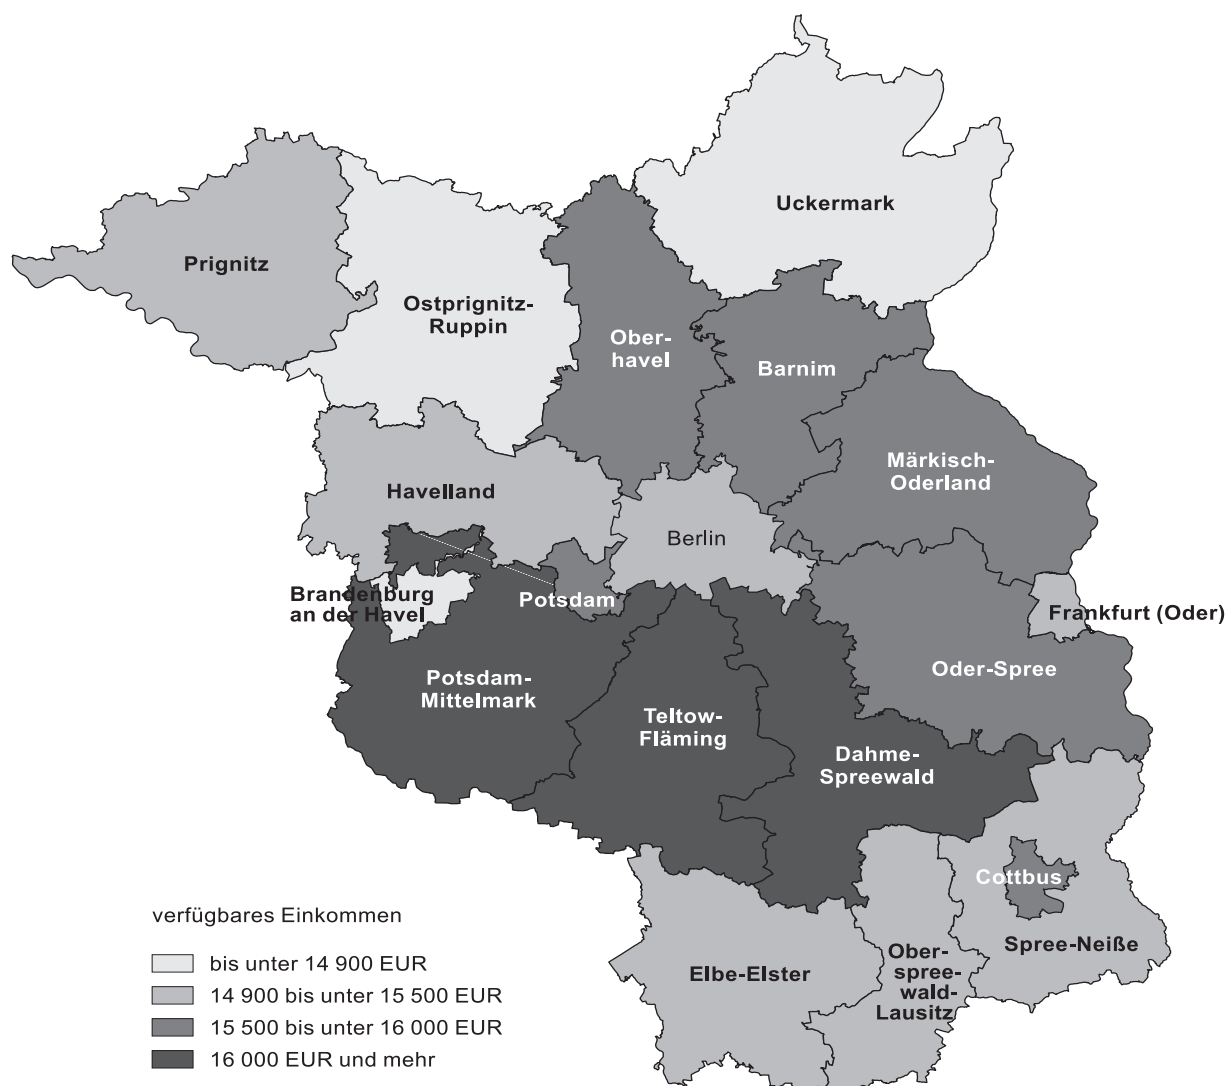 Uckermark
Prignitz
Ostprignitz-
Ruppin
Ober-
havel
Barnim
Märkisch-
Oderland
Havelland
Berlin
Brandenburg
an der Havel
Potsdam
Frankfurt (Oder)
Oder-Spree
Potsdam-
Mittelmark
Teltow-
Fläming
Dahme-
Spreewald
Cottbus
Spree-Neiße
Elbe-Elster
Ober-
spree-
wald-
Lausitz
verfügbares Einkommen
bis unter 14 900 EUR
14 900 bis unter 15 500 EUR
15 500 bis unter 16 000 EUR
16 000 EUR und mehr